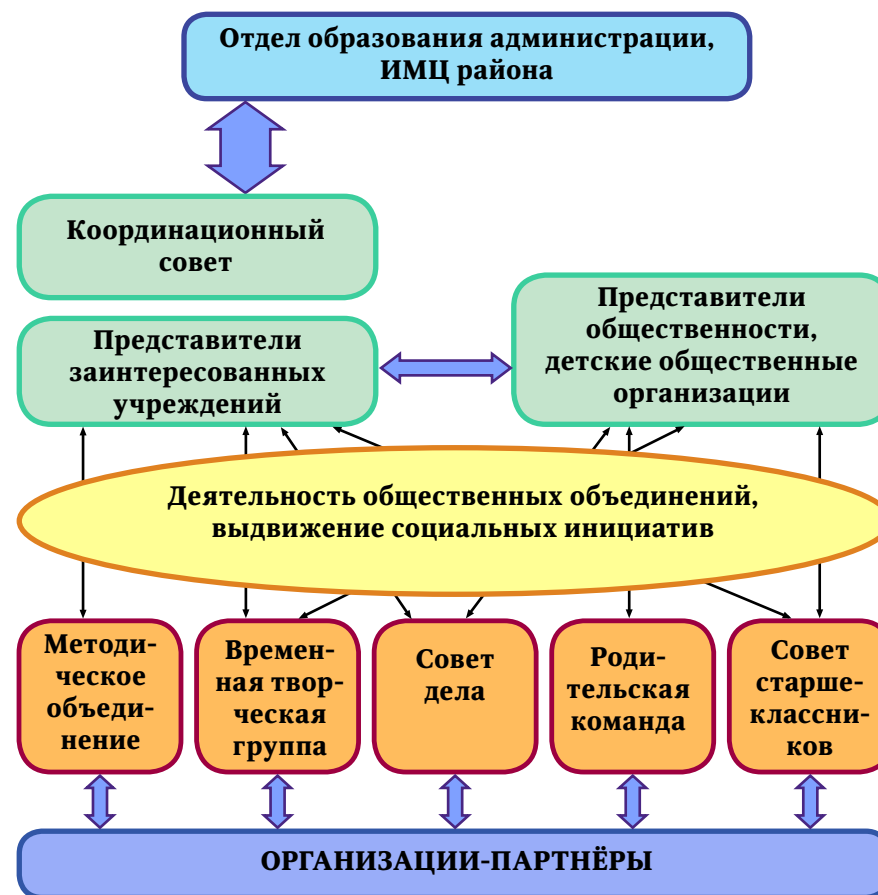 Отдел образования администрации,
ИМЦ района
Координационный
совет
Представители
заинтересованных
учреждений
Представители
общественности,
детские общественные
организации
Деятельность общественных объединений,
выдвижение социальных инициатив
Методи-
ческое
объеди-
нение
Времен-
ная твор-
ческая
группа
Совет
дела
Роди-
тельская
команда
Совет
старше-
классни-
ков
ОРГАНИЗАЦИИ-ПАРТНЁРЫ